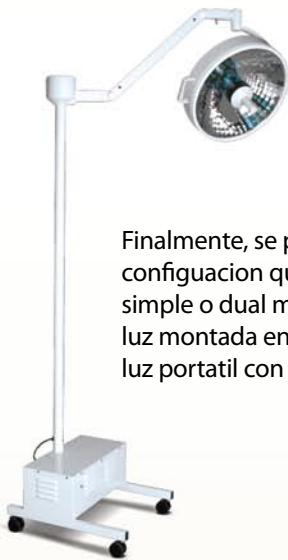 Finalmente, se p
configuacion qu
simple o dual m
luz montada en
luz portatil con